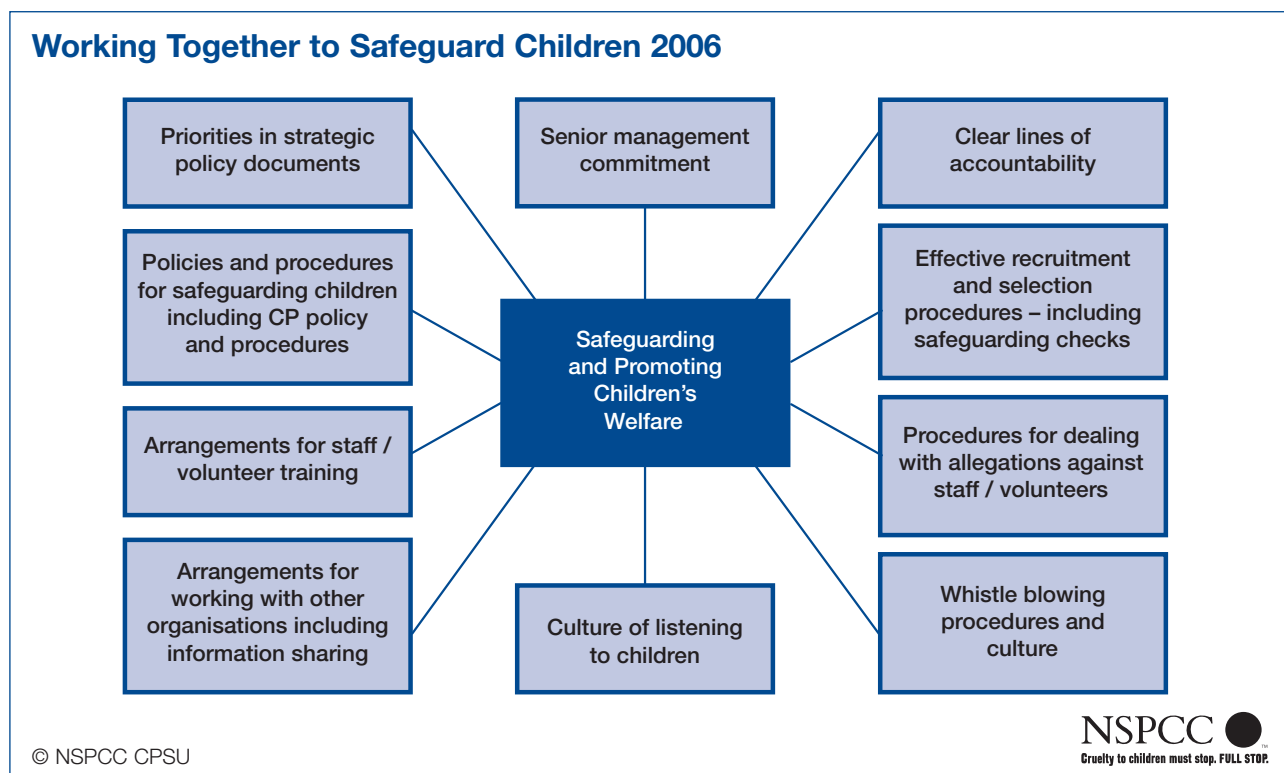 Working Together to Safeguard Children 2006
Priorities in strategic
policy documents
Senior management
commitment
Clear lines of
accountability
Policies and procedures
for safeguarding children
including CP policy
and procedures
Effective recruitment
and selection
procedures – including
safeguarding checks
Safeguarding
and Promoting
Children's
Welfare
Arrangements for staff /
volunteer training
Procedures for dealing
with allegations against
staff / volunteers
Arrangements for
working with other
organisations including
information sharing
Culture of listening
to children
Whistle blowing
procedures and
culture
© NSPCC CPSU
NSPCC
TM
Cruelty to children must stop. FULL STOP.